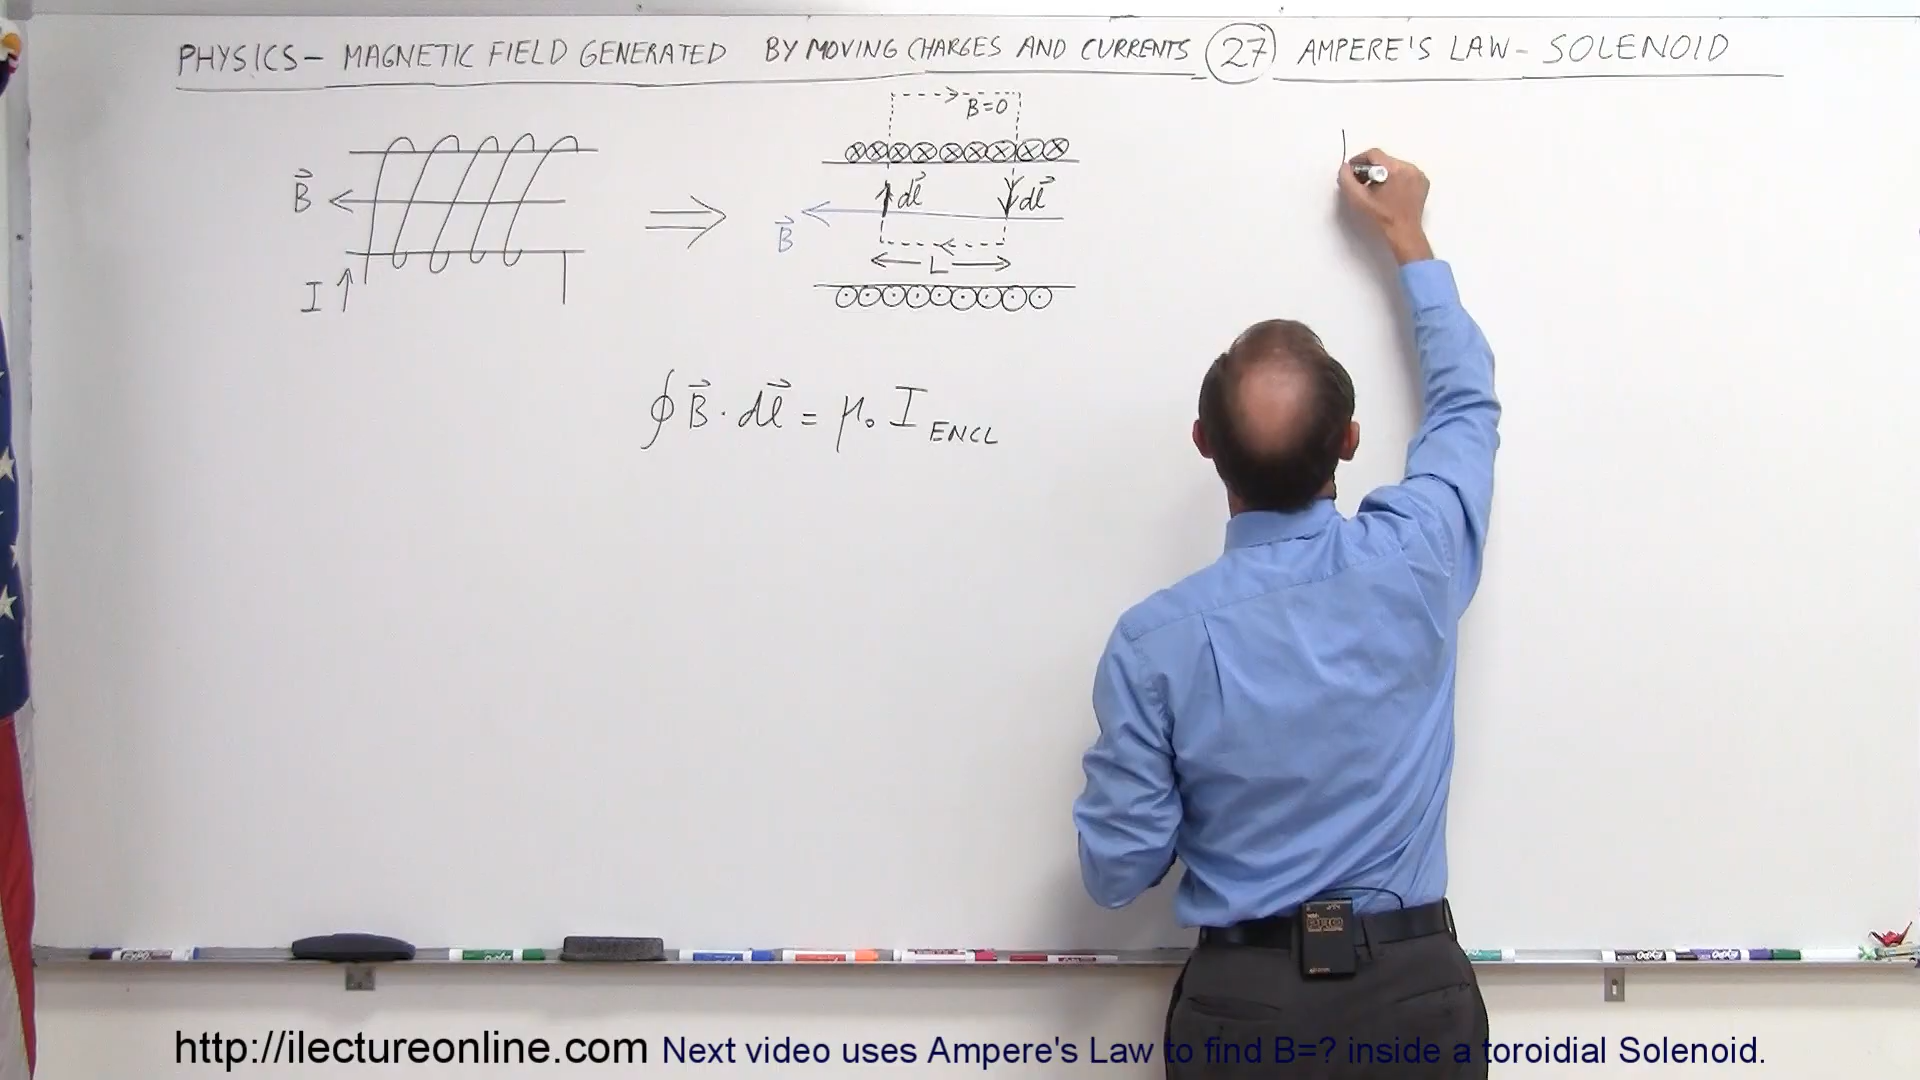 PHYSICS - MAGNETIC FIELD GENERATED BY MOVING CHARGES AND CURRENTS 27 AMPERE'S LAW - SOLENOID
B=0
B⃗
dl⃗ dl⃗
B⃗
L
I
∮ B⃗ · dl⃗ = μ₀ I ENCL
http://ilectureonline.com Next video uses Ampere's Law to find B=? inside a toroidial Solenoid.